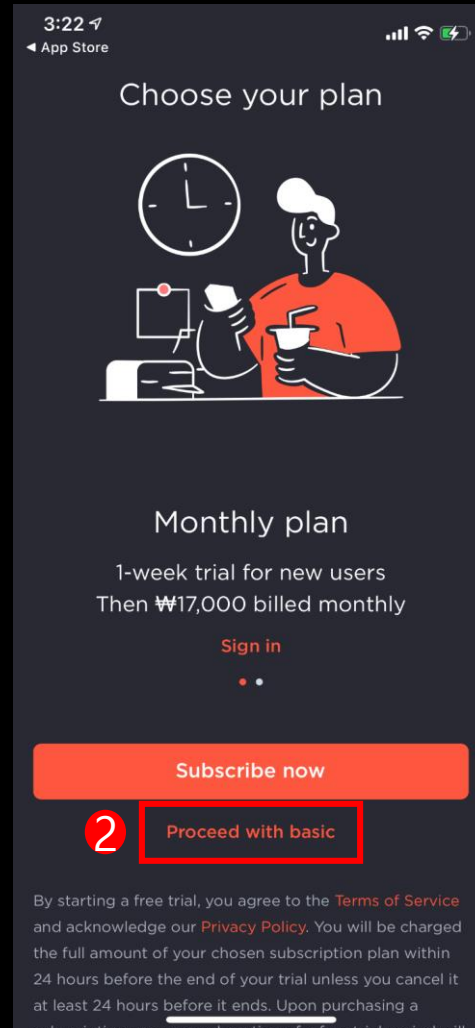 3:22
◀ App Store
Choose your plan
Monthly plan
1-week trial for new users
Then ₩17,000 billed monthly
Sign in
Subscribe now
2 Proceed with basic
By starting a free trial, you agree to the Terms of Service
and acknowledge our Privacy Policy. You will be charged
the full amount of your chosen subscription plan within
24 hours before the end of your trial unless you cancel it
at least 24 hours before it ends. Upon purchasing a